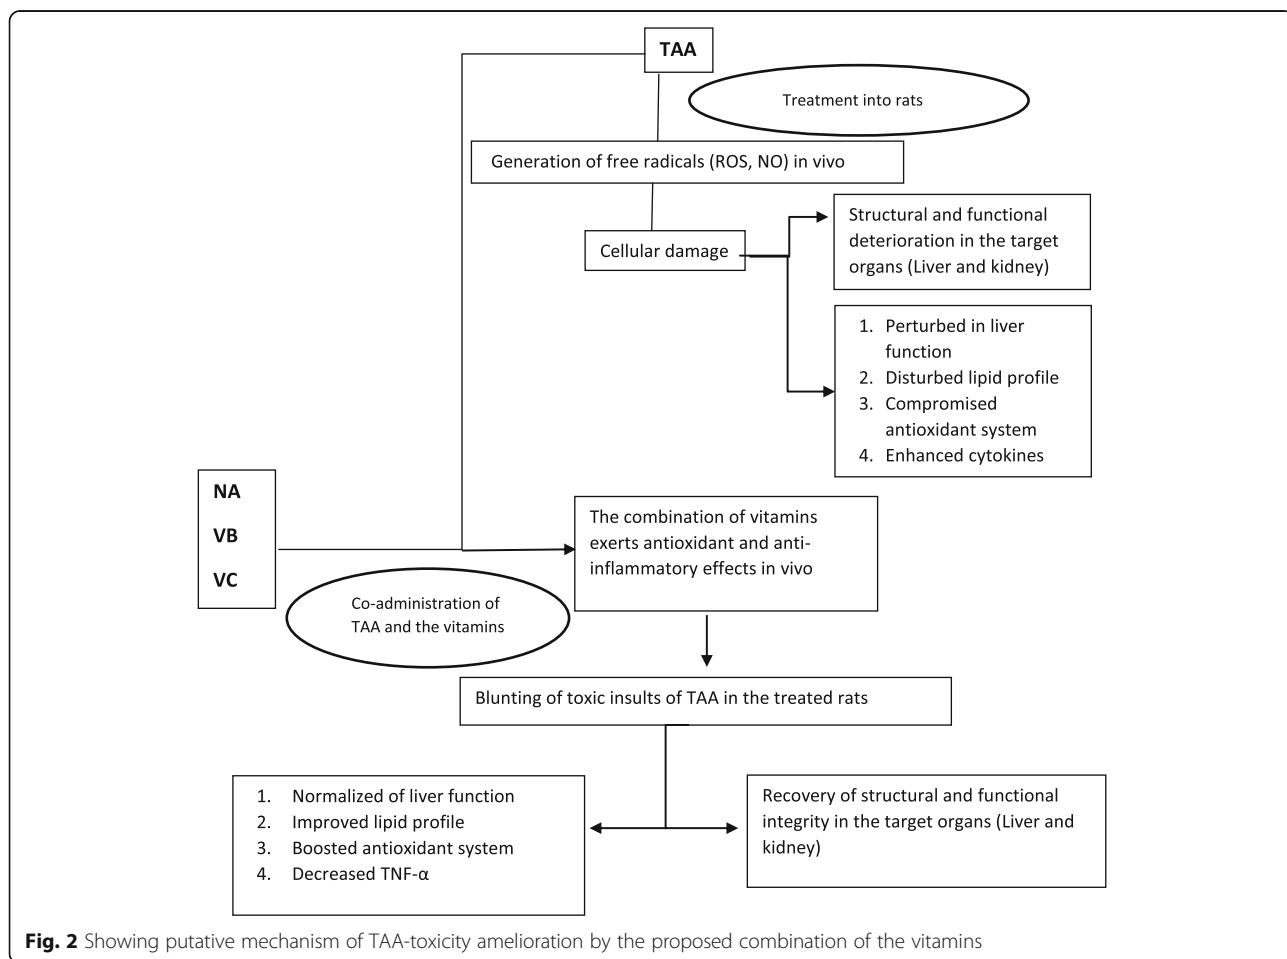 TAA
Treatment into rats
Generation of free radicals (ROS, NO) in vivo
Cellular damage
Structural and functional
deterioration in the target
organs (Liver and kidney)
1. Perturbed in liver
function
2. Disturbed lipid profile
3. Compromised
antioxidant system
4. Enhanced cytokines
NA
VB
VC
The combination of vitamins
exerts antioxidant and anti-
inflammatory effects in vivo
Co-administration of
TAA and the vitamins
Blunting of toxic insults of TAA in the treated rats
1. Normalized of liver function
2. Improved lipid profile
3. Boosted antioxidant system
4. Decreased TNF-α
Recovery of structural and functional
integrity in the target organs (Liver and
kidney)
Fig. 2 Showing putative mechanism of TAA-toxicity amelioration by the proposed combination of the vitamins